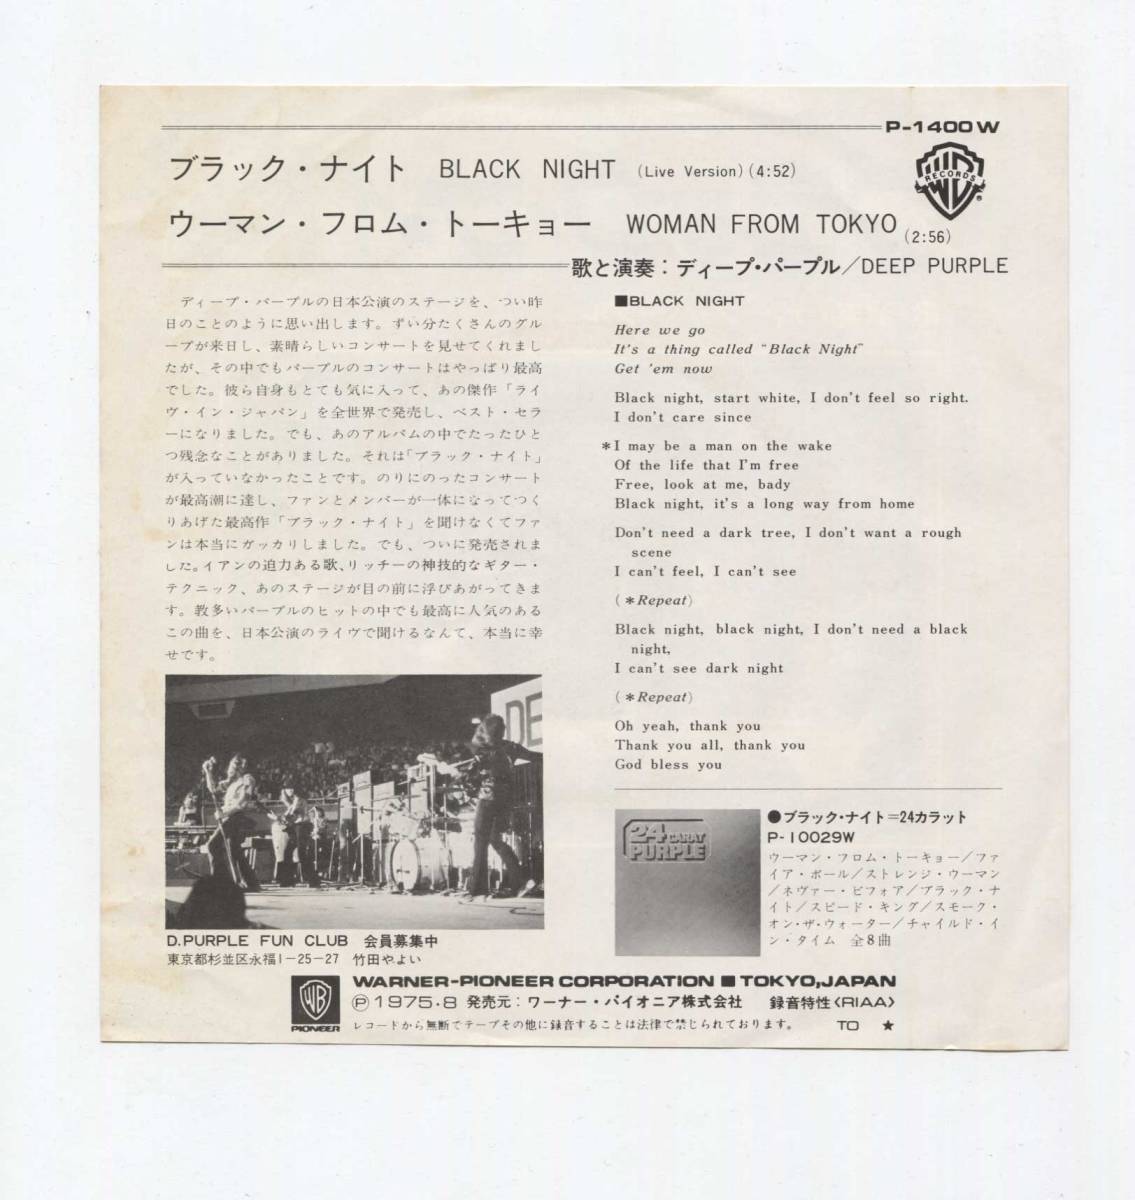 P-1400W
ブラック・ナイト BLACK NIGHT (Live Version) (4:52)
ウーマン・フロム・トーキョー WOMAN FROM TOKYO (2:56)
WB
RECORDS
歌と演奏：ディープ・パープル／DEEP PURPLE
ディープ・パープルの日本公演のステージを、つい昨
日のことのように思い出します。ずい分たくさんのグル
ープが来日し、素晴らしいコンサートを見せてくれまし
たが、その中でもパープルのコンサートはやっぱり最高
でした。彼ら自身もとても気に入って、あの傑作「ライ
ヴ・イン・ジャパン」を全世界で発売し、ベスト・セラ
ーになりました。でも、あのアルバムの中でたったひと
つ残念なことがありました。それは「ブラック・ナイト」
が入っていなかったことです。のりにのったコンサート
が最高潮に達し、ファンとメンバーが一体になってつく
りあげた最高作「ブラック・ナイト」を聞けなくてファ
ンは本当にガッカリしました。でも、ついに発売されま
した。イアンの迫力ある歌、リッチーの神技的なギター・
テクニック、あのステージが目の前に浮びあがってきま
す。数多いパープルのヒットの中でも最高に人気のある
この曲を、日本公演のライヴで聞けるなんて、本当に幸
せです。
DE
D.PURPLE FUN CLUB 会員募集中
東京都杉並区永福1-25-27 竹田やよい
■BLACK NIGHT
Here we go
It's a thing called "Black Night"
Get 'em now
Black night, start white, I don't feel so right.
I don't care since
*I may be a man on the wake
Of the life that I'm free
Free, look at me, bady
Black night, it's a long way from home
Don't need a dark tree, I don't want a rough
scene
I can't feel, I can't see
(*Repeat)
Black night, black night, I don't need a black
night,
I can't see dark night
(*Repeat)
Oh yeah, thank you
Thank you all, thank you
God bless you
24 CARAT
PURPLE
●ブラック・ナイト＝24カラット
P-10029W
ウーマン・フロム・トーキョー／ファ
イア・ボール／ストレンジ・ウーマン
／ネヴァー・ビフォア／ブラック・ナ
イト／スピード・キング／スモーク・
オン・ザ・ウォーター／チャイルド・イ
ン・タイム 全8曲
WB
PIONEER
WARNER-PIONEER CORPORATION ■ TOKYO,JAPAN
Ⓟ1975・8 発売元：ワーナー・パイオニア株式会社 録音特性〈RIAA〉
レコードから無断でテープその他に録音することは法律で禁じられております。 TO ★